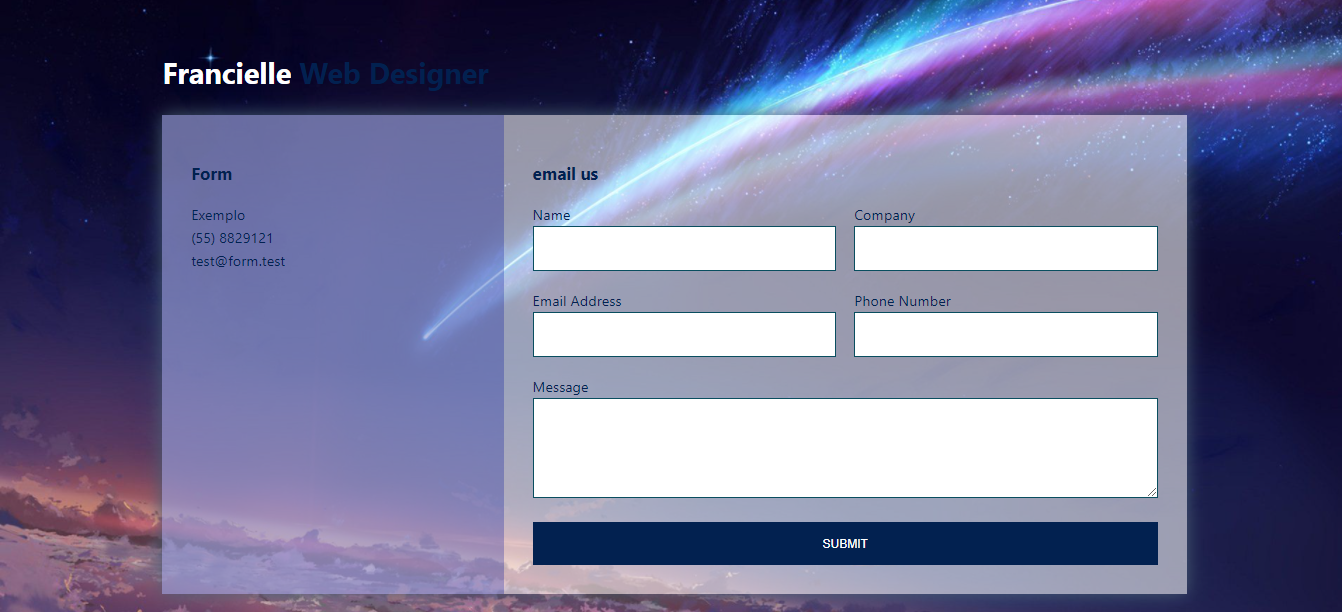 Francielle Web Designer
Form
Exemplo
(55) 8829121
test@form.test
email us
Name
Company
Email Address
Phone Number
Message
SUBMIT